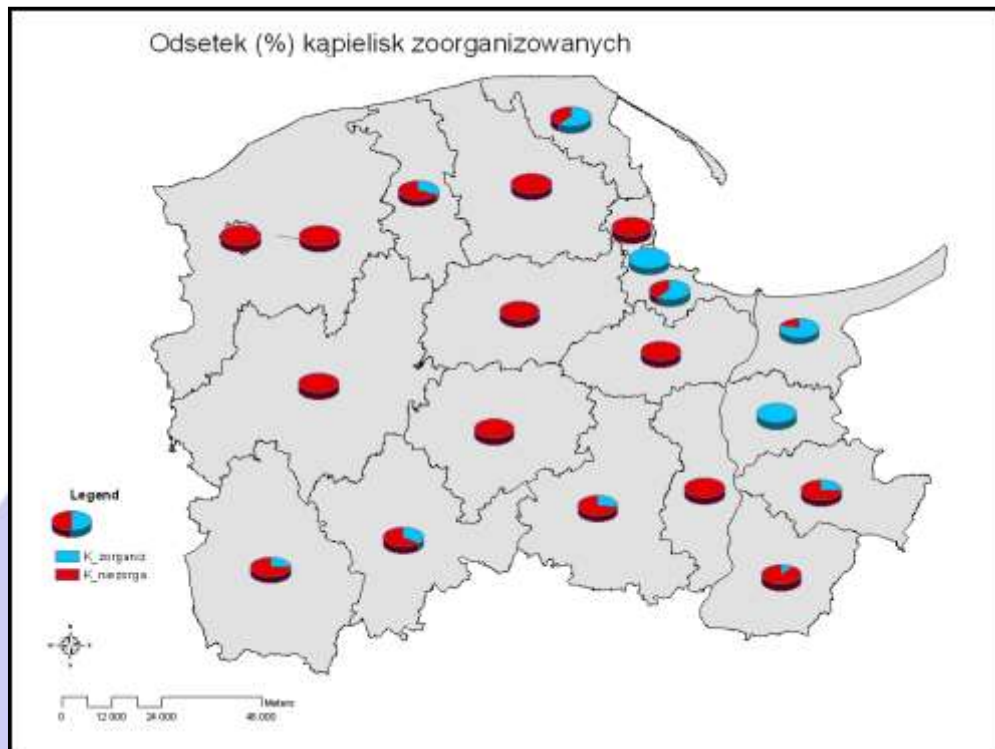 Odsetek (%) kąpielisk zoorganizowanych
Legend
K_zorganiz
K_niezorga
Meters
0 12 000 24 000 48 000